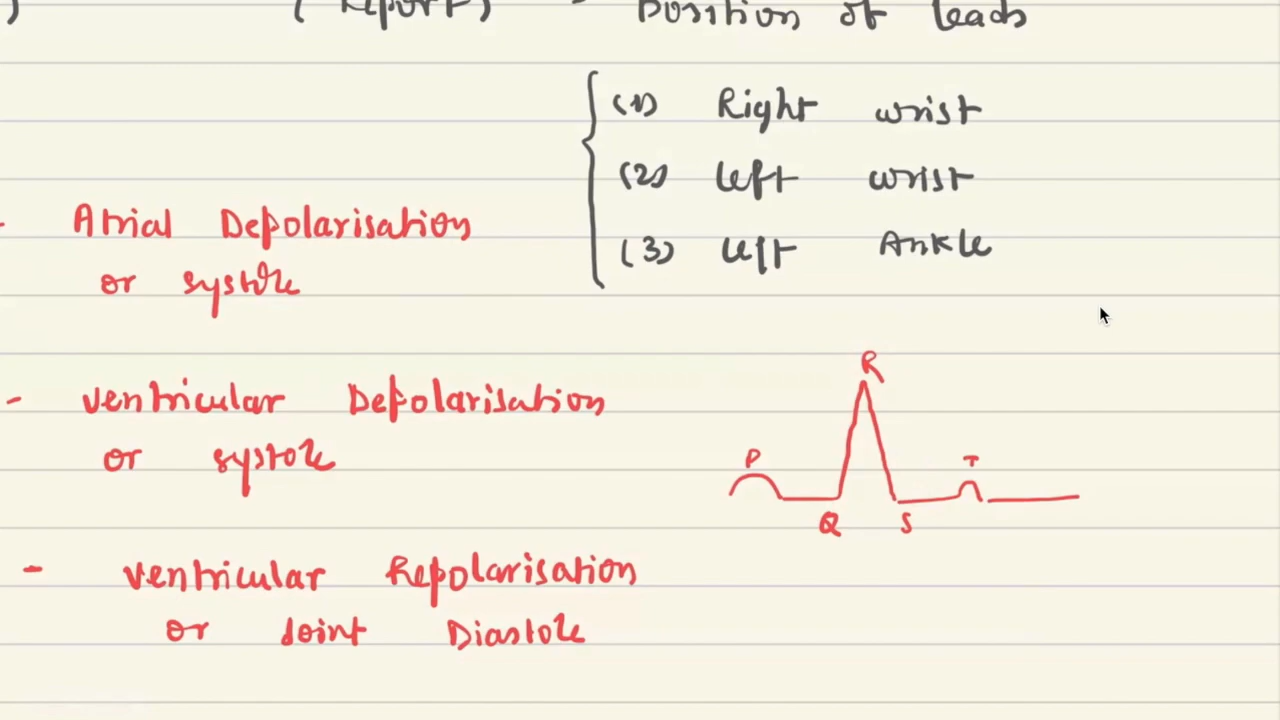 ) (Report) - Position of leads
(1) Right wrist
(2) left wrist
- Atrial Depolarisation
(3) left Ankle
or systole
R
- ventricular Depolarisation
or systole
P T
Q S
- ventricular Repolarisation
or Joint Diastole